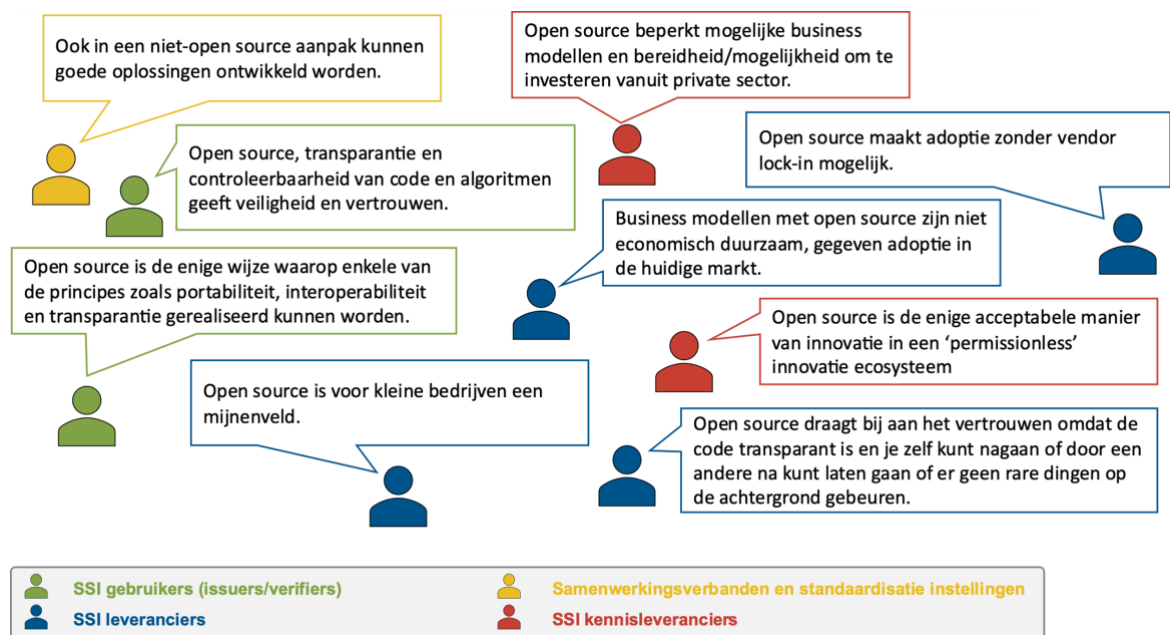 Ook in een niet-open source aanpak kunnen
goede oplossingen ontwikkeld worden.
Open source beperkt mogelijke business
modellen en bereidheid/mogelijkheid om te
investeren vanuit private sector.
Open source maakt adoptie zonder vendor
lock-in mogelijk.
Open source, transparantie en
controleerbaarheid van code en algoritmen
geeft veiligheid en vertrouwen.
Business modellen met open source zijn niet
economisch duurzaam, gegeven adoptie in
de huidige markt.
Open source is de enige wijze waarop enkele van
de principes zoals portabiliteit, interoperabiliteit
en transparantie gerealiseerd kunnen worden.
Open source is de enige acceptabele manier
van innovatie in een ‘permissionless’
innovatie ecosysteem
Open source is voor kleine bedrijven een
mijnenveld.
Open source draagt bij aan het vertrouwen omdat de
code transparant is en je zelf kunt nagaan of door een
andere na kunt laten gaan of er geen rare dingen op
de achtergrond gebeuren.
SSI gebruikers (issuers/verifiers)
Samenwerkingsverbanden en standaardisatie instellingen
SSI leveranciers
SSI kennisleveranciers